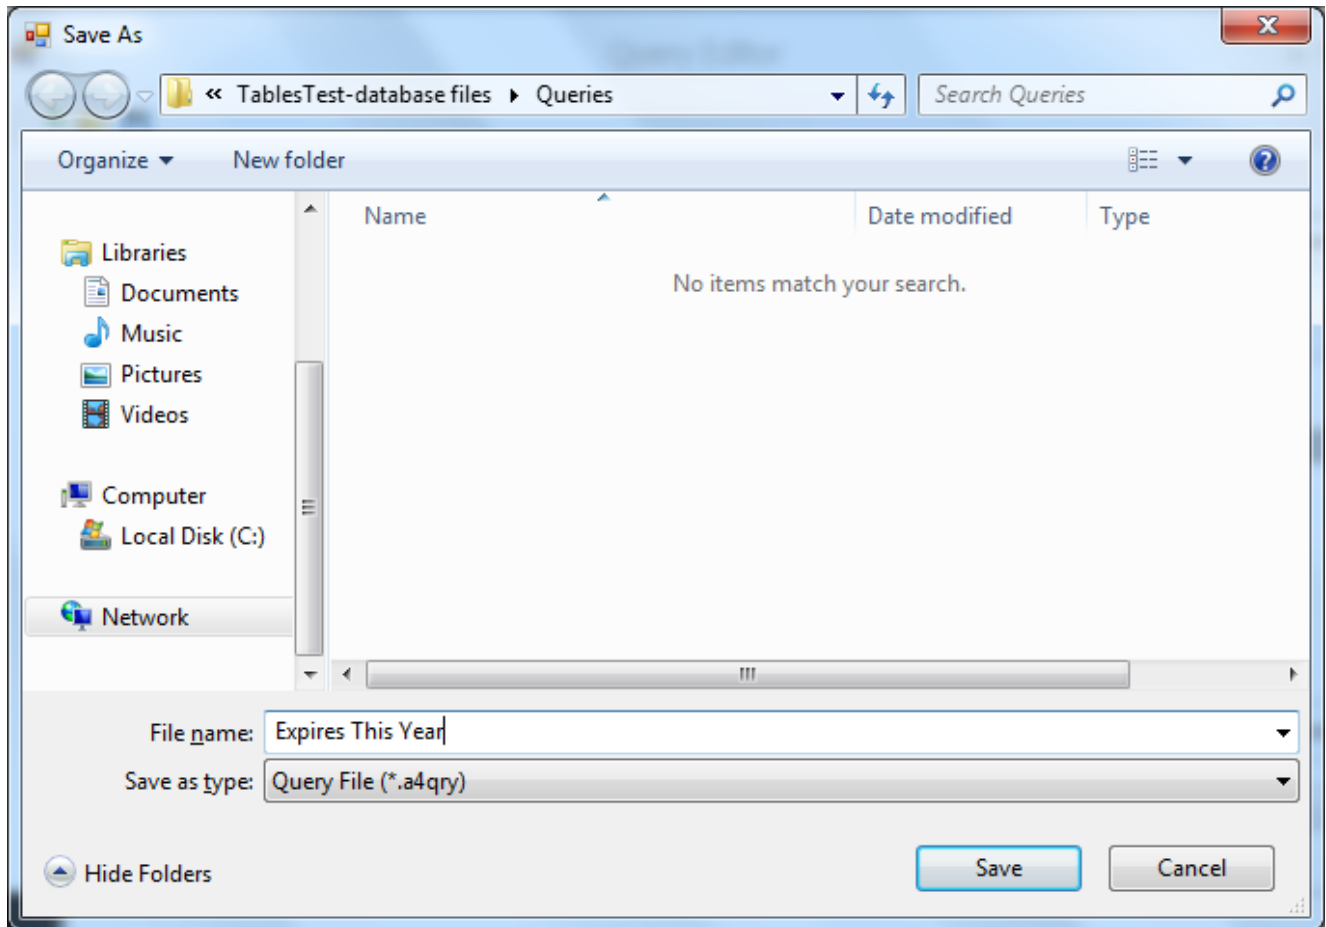 Save As
Query Editor
« TablesTest-database files ▸ Queries
Search Queries
Organize
New folder
Name
Date modified
Type
No items match your search.
Libraries
Documents
Music
Pictures
Videos
Computer
Local Disk (C:)
Network
File name: Expires This Year
Save as type: Query File (*.a4qry)
Hide Folders
Save
Cancel